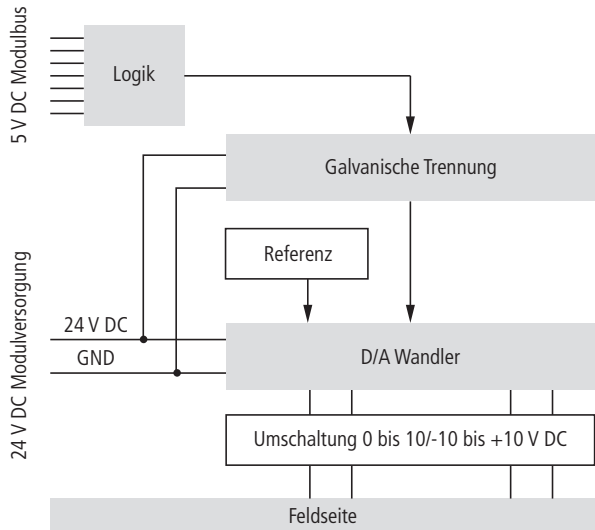 5 V DC Modulbus
Logik
Galvanische Trennung
Referenz
24 V DC Modulversorgung
24 V DC
GND
D/A Wandler
Umschaltung 0 bis 10/-10 bis +10 V DC
Feldseite